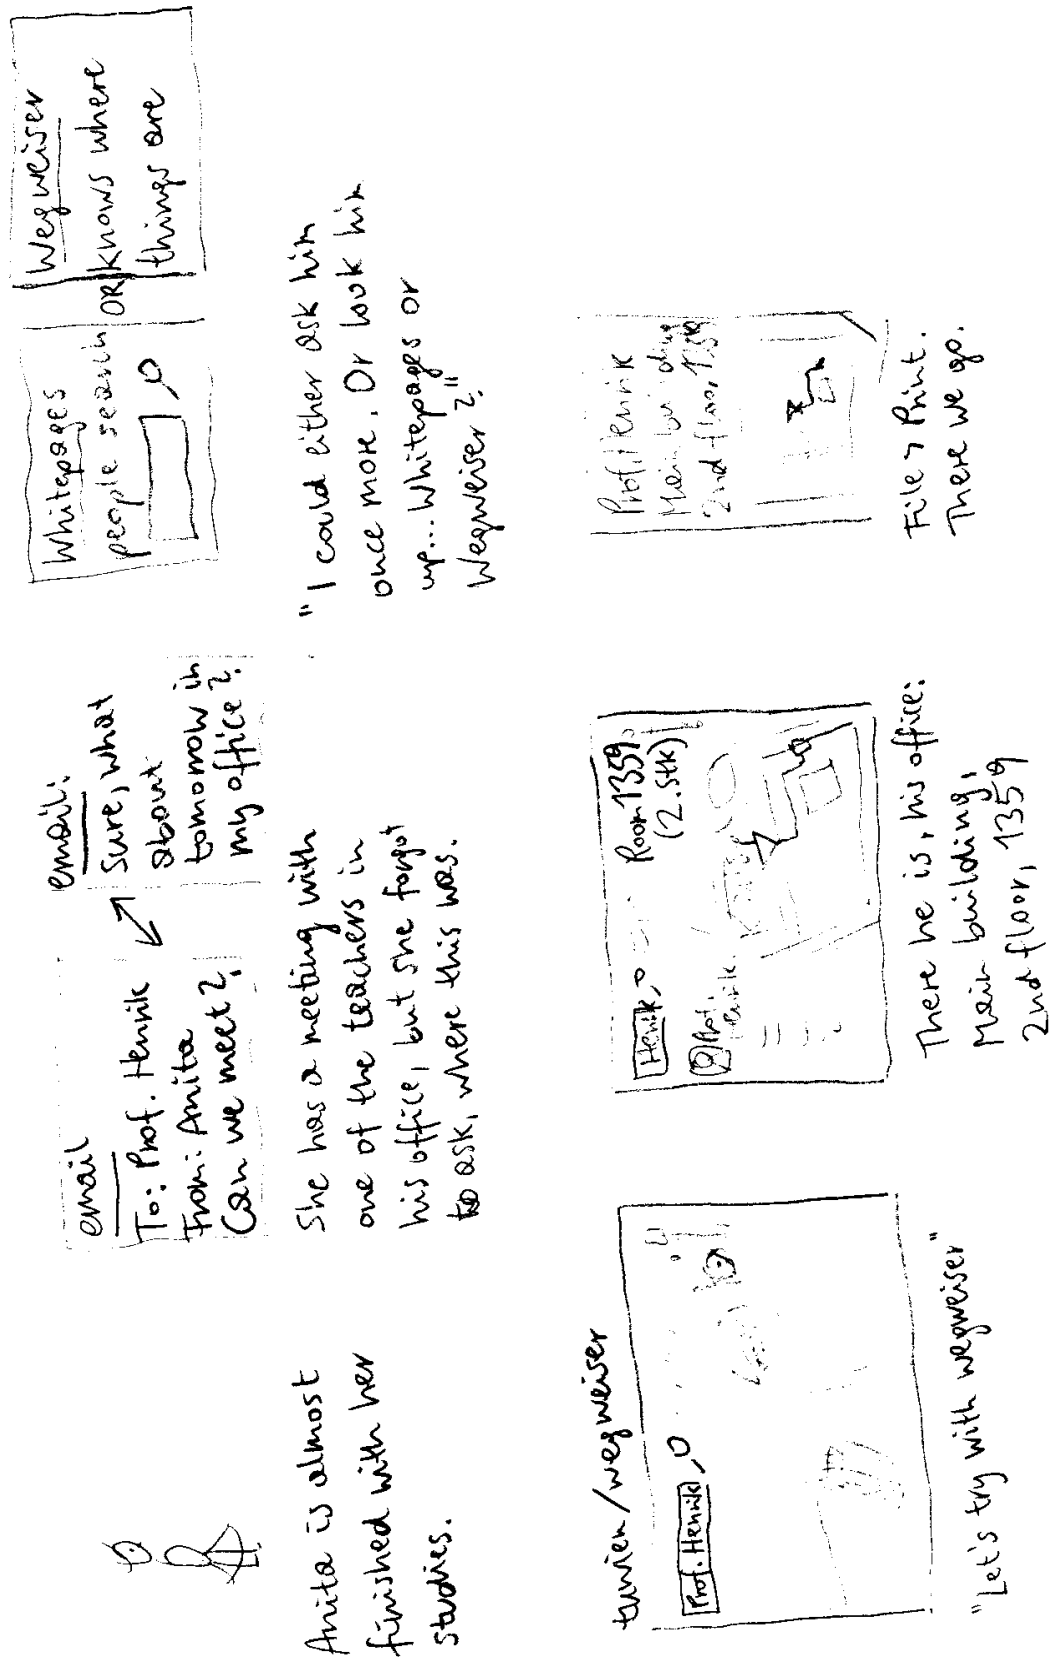 Anita is almost
finished with her
studies.
email
To: Prof. Henrik
From: Anita
Can we meet?
email:
Sure, what
about
tomorrow in
my office?
She has a meeting with
one of the teachers in
his office, but she forgot
to ask, where this was.
Whitepages
people search
OR
Wegweiser
knows where
things are
"I could either ask him
once more. Or look him
up... Whitepages or
Wegweiser?"
tuwien/wegweiser
Prof. Henrik
"Let's try with wegweiser"
Henrik
Room 1359
(2. Stk)
Prof.
Henrik
There he is, his office:
Main building,
2nd floor, 1359
Prof. Henrik
Main building
2nd floor, 1359
File > Print.
There we go.